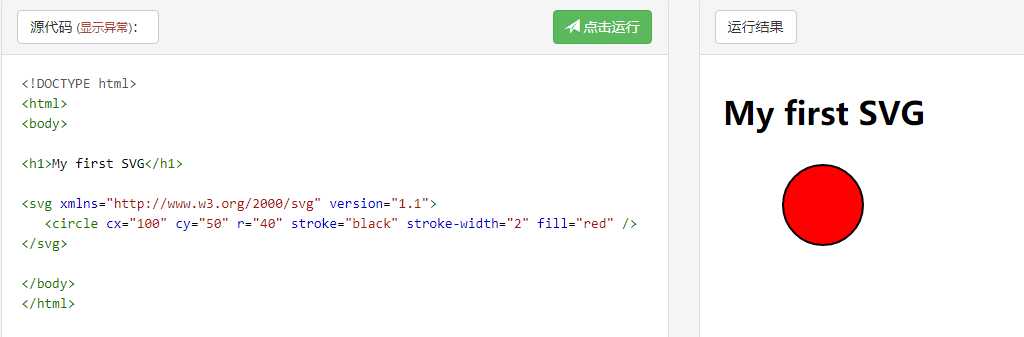 源代码 (显示异常)：
点击运行
<!DOCTYPE html>
<html>
<body>
<h1>My first SVG</h1>
<svg xmlns="http://www.w3.org/2000/svg" version="1.1">
<circle cx="100" cy="50" r="40" stroke="black" stroke-width="2" fill="red" />
</svg>
</body>
</html>
运行结果
My first SVG